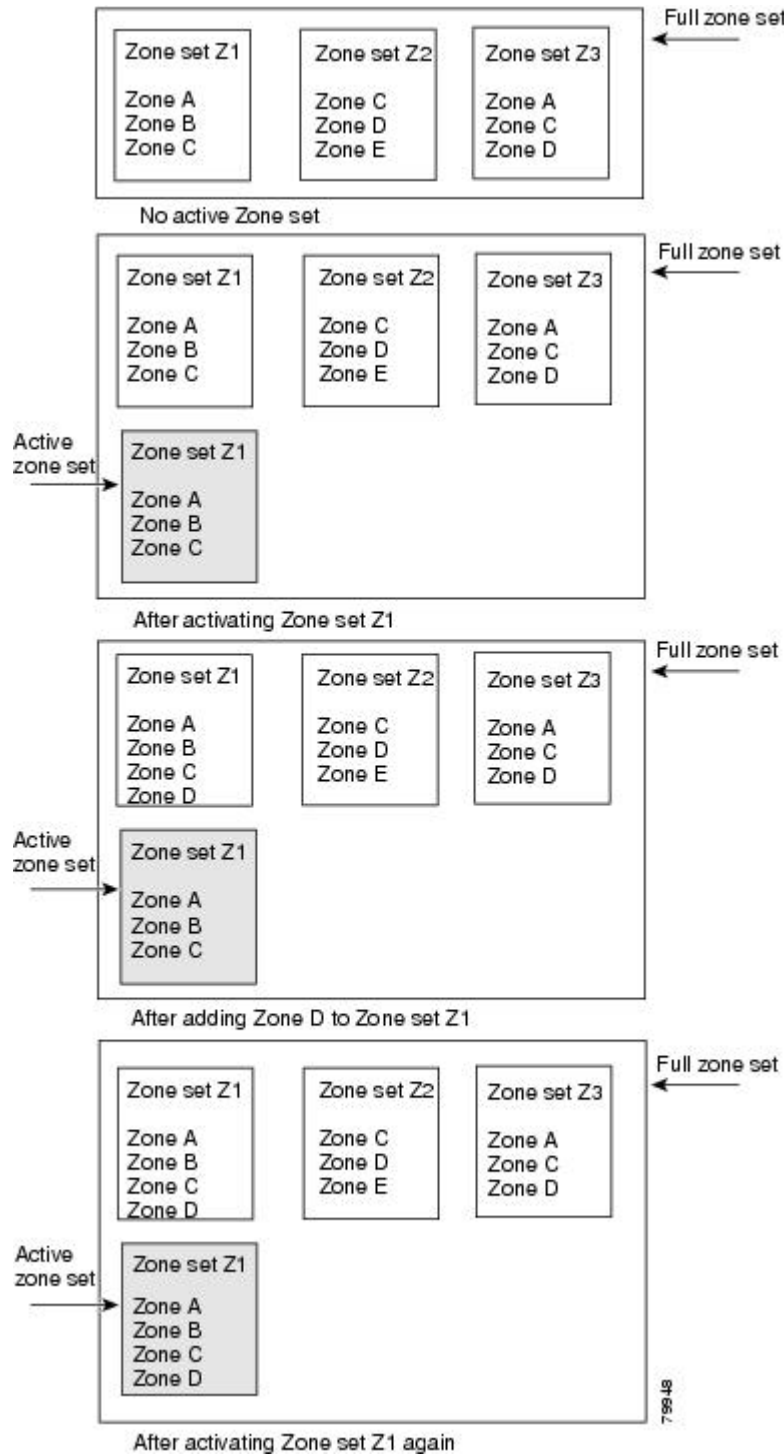 Full zone set
Zone set Z1
Zone A
Zone B
Zone C
Zone set Z2
Zone C
Zone D
Zone E
Zone set Z3
Zone A
Zone C
Zone D
No active Zone set
Full zone set
Zone set Z1
Zone A
Zone B
Zone C
Zone set Z2
Zone C
Zone D
Zone E
Zone set Z3
Zone A
Zone C
Zone D
Active
zone set
Zone set Z1
Zone A
Zone B
Zone C
After activating Zone set Z1
Full zone set
Zone set Z1
Zone A
Zone B
Zone C
Zone D
Zone set Z2
Zone C
Zone D
Zone E
Zone set Z3
Zone A
Zone C
Zone D
Active
zone set
Zone set Z1
Zone A
Zone B
Zone C
After adding Zone D to Zone set Z1
Full zone set
Zone set Z1
Zone A
Zone B
Zone C
Zone D
Zone set Z2
Zone C
Zone D
Zone E
Zone set Z3
Zone A
Zone C
Zone D
Active
zone set
Zone set Z1
Zone A
Zone B
Zone C
Zone D
79948
After activating Zone set Z1 again